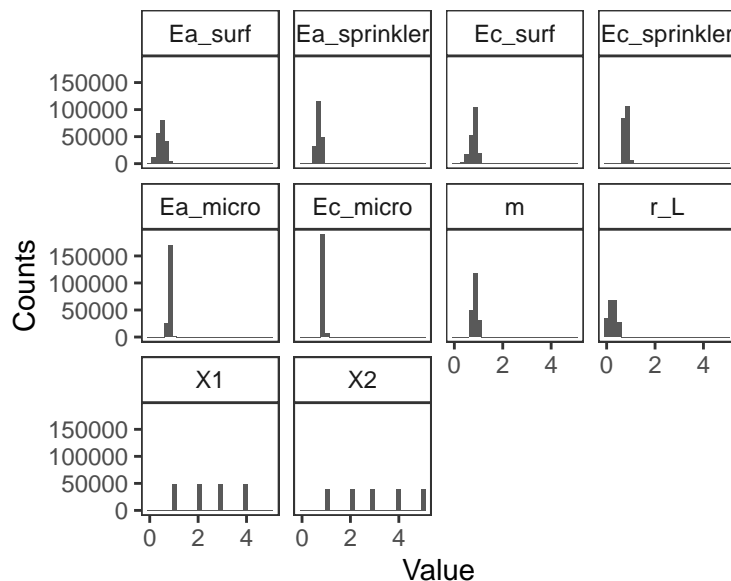 Ea_surf Ea_sprinkler Ec_surf Ec_sprinkler
150000
100000
50000
0
Ea_micro Ec_micro m r_L
150000
100000
50000
0
0 2 4 0 2 4
X1 X2
150000
100000
50000
0
0 2 4 0 2 4
Counts
Value